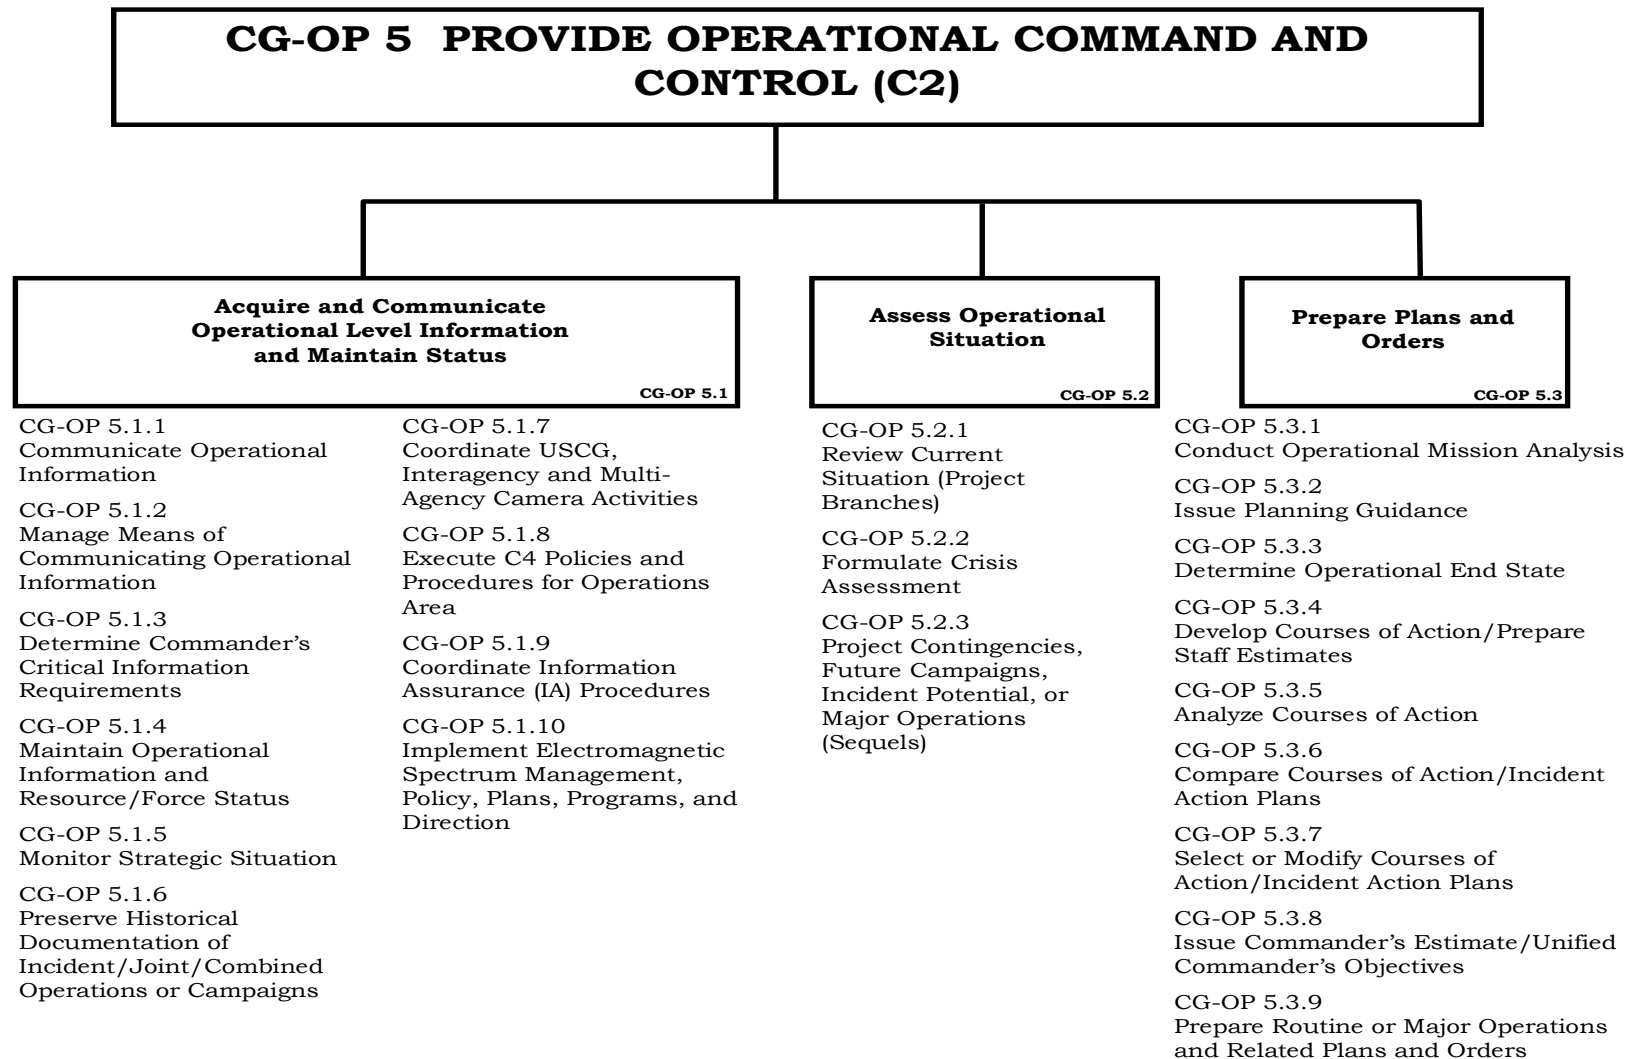 CG-OP 5 PROVIDE OPERATIONAL COMMAND AND
CONTROL (C2)
Acquire and Communicate
Operational Level Information
and Maintain Status
CG-OP 5.1
CG-OP 5.1.1
Communicate Operational
Information
CG-OP 5.1.2
Manage Means of
Communicating Operational
Information
CG-OP 5.1.3
Determine Commander’s
Critical Information
Requirements
CG-OP 5.1.4
Maintain Operational
Information and
Resource/Force Status
CG-OP 5.1.5
Monitor Strategic Situation
CG-OP 5.1.6
Preserve Historical
Documentation of
Incident/Joint/Combined
Operations or Campaigns
CG-OP 5.1.7
Coordinate USCG,
Interagency and Multi-
Agency Camera Activities
CG-OP 5.1.8
Execute C4 Policies and
Procedures for Operations
Area
CG-OP 5.1.9
Coordinate Information
Assurance (IA) Procedures
CG-OP 5.1.10
Implement Electromagnetic
Spectrum Management,
Policy, Plans, Programs, and
Direction
Assess Operational
Situation
CG-OP 5.2
CG-OP 5.2.1
Review Current
Situation (Project
Branches)
CG-OP 5.2.2
Formulate Crisis
Assessment
CG-OP 5.2.3
Project Contingencies,
Future Campaigns,
Incident Potential, or
Major Operations
(Sequels)
Prepare Plans and
Orders
CG-OP 5.3
CG-OP 5.3.1
Conduct Operational Mission Analysis
CG-OP 5.3.2
Issue Planning Guidance
CG-OP 5.3.3
Determine Operational End State
CG-OP 5.3.4
Develop Courses of Action/Prepare
Staff Estimates
CG-OP 5.3.5
Analyze Courses of Action
CG-OP 5.3.6
Compare Courses of Action/Incident
Action Plans
CG-OP 5.3.7
Select or Modify Courses of
Action/Incident Action Plans
CG-OP 5.3.8
Issue Commander’s Estimate/Unified
Commander’s Objectives
CG-OP 5.3.9
Prepare Routine or Major Operations
and Related Plans and Orders